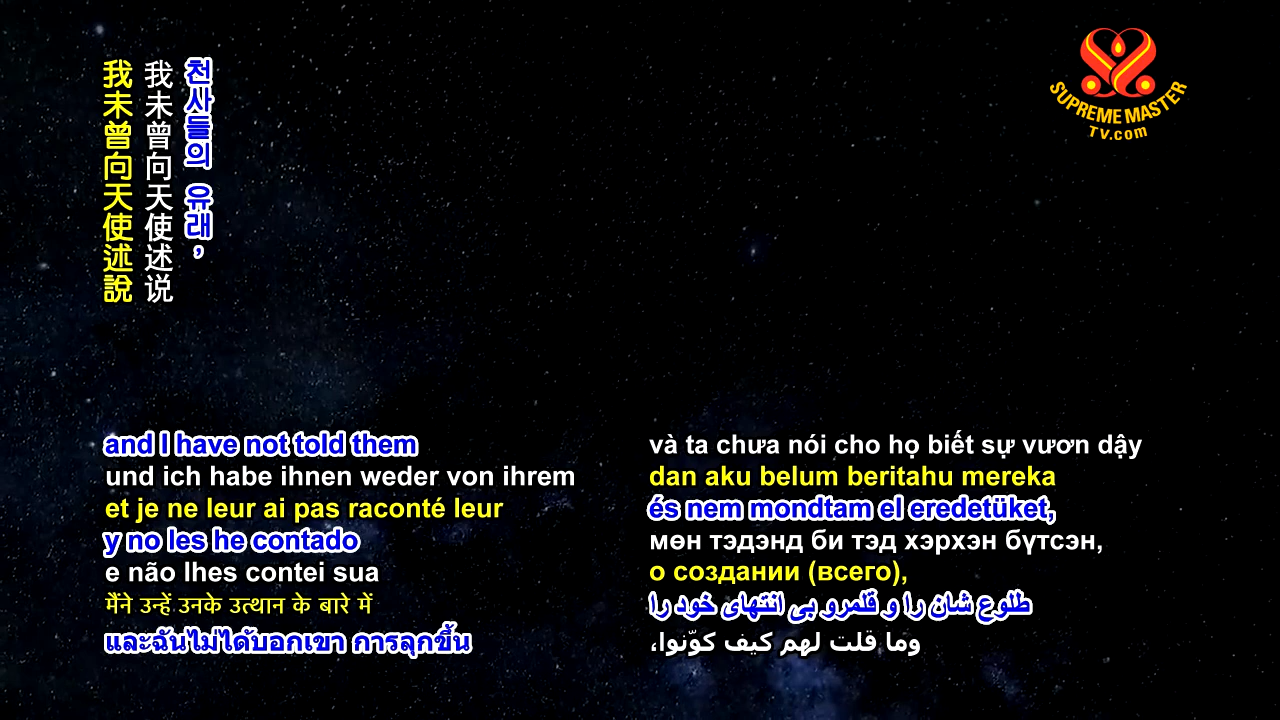 천사들의 유래,
我未曾向天使述说
我未曾向天使述說
SUPREME MASTER
TV.com
and I have not told them
und ich habe ihnen weder von ihrem
et je ne leur ai pas raconté leur
y no les he contado
e não lhes contei sua
मैंने उन्हें उनके उत्थान के बारे में
และฉันไม่ได้บอกเขา การลุกขึ้น
và ta chưa nói cho họ biết sự vươn dậy
dan aku belum beritahu mereka
és nem mondtam el eredetüket,
мөн тэдэнд би тэд хэрхэн бүтсэн,
о создании (всего),
طلوع شان را و قلمرو بی انتهای خود را
وما قلت لهم كيف كوّنوا،